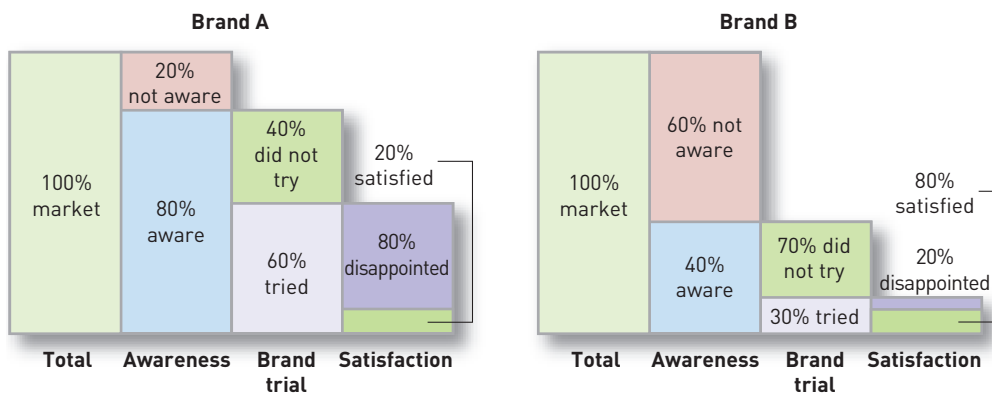 Brand A
20%
not aware
40%
did not
try
20%
satisfied
100%
market
80%
aware
60%
tried
80%
disappointed
Total
Awareness
Brand
trial
Satisfaction
Brand B
60% not
aware
80%
satisfied
100%
market
40%
aware
70% did
not try
20%
disappointed
30% tried
Total
Awareness
Brand
trial
Satisfaction